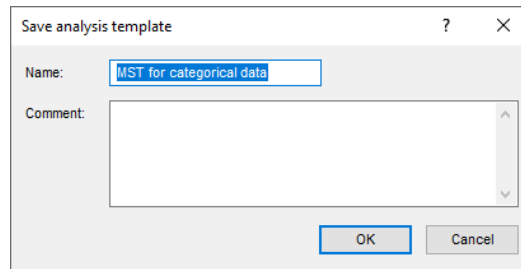 Save analysis template ?
Name: MST for categorical data
Comment:
OK Cancel